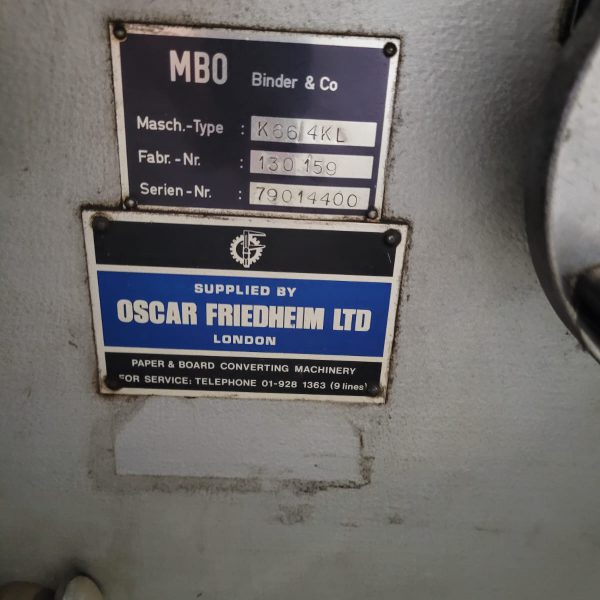 MBO Binder & Co
Masch.-Type : K66/4KL
Fabr.-Nr. : 130 159
Serien-Nr. : 79014400
SUPPLIED BY
OSCAR FRIEDHEIM LTD
LONDON
PAPER & BOARD CONVERTING MACHINERY
FOR SERVICE: TELEPHONE 01-928 1363 (9 lines)